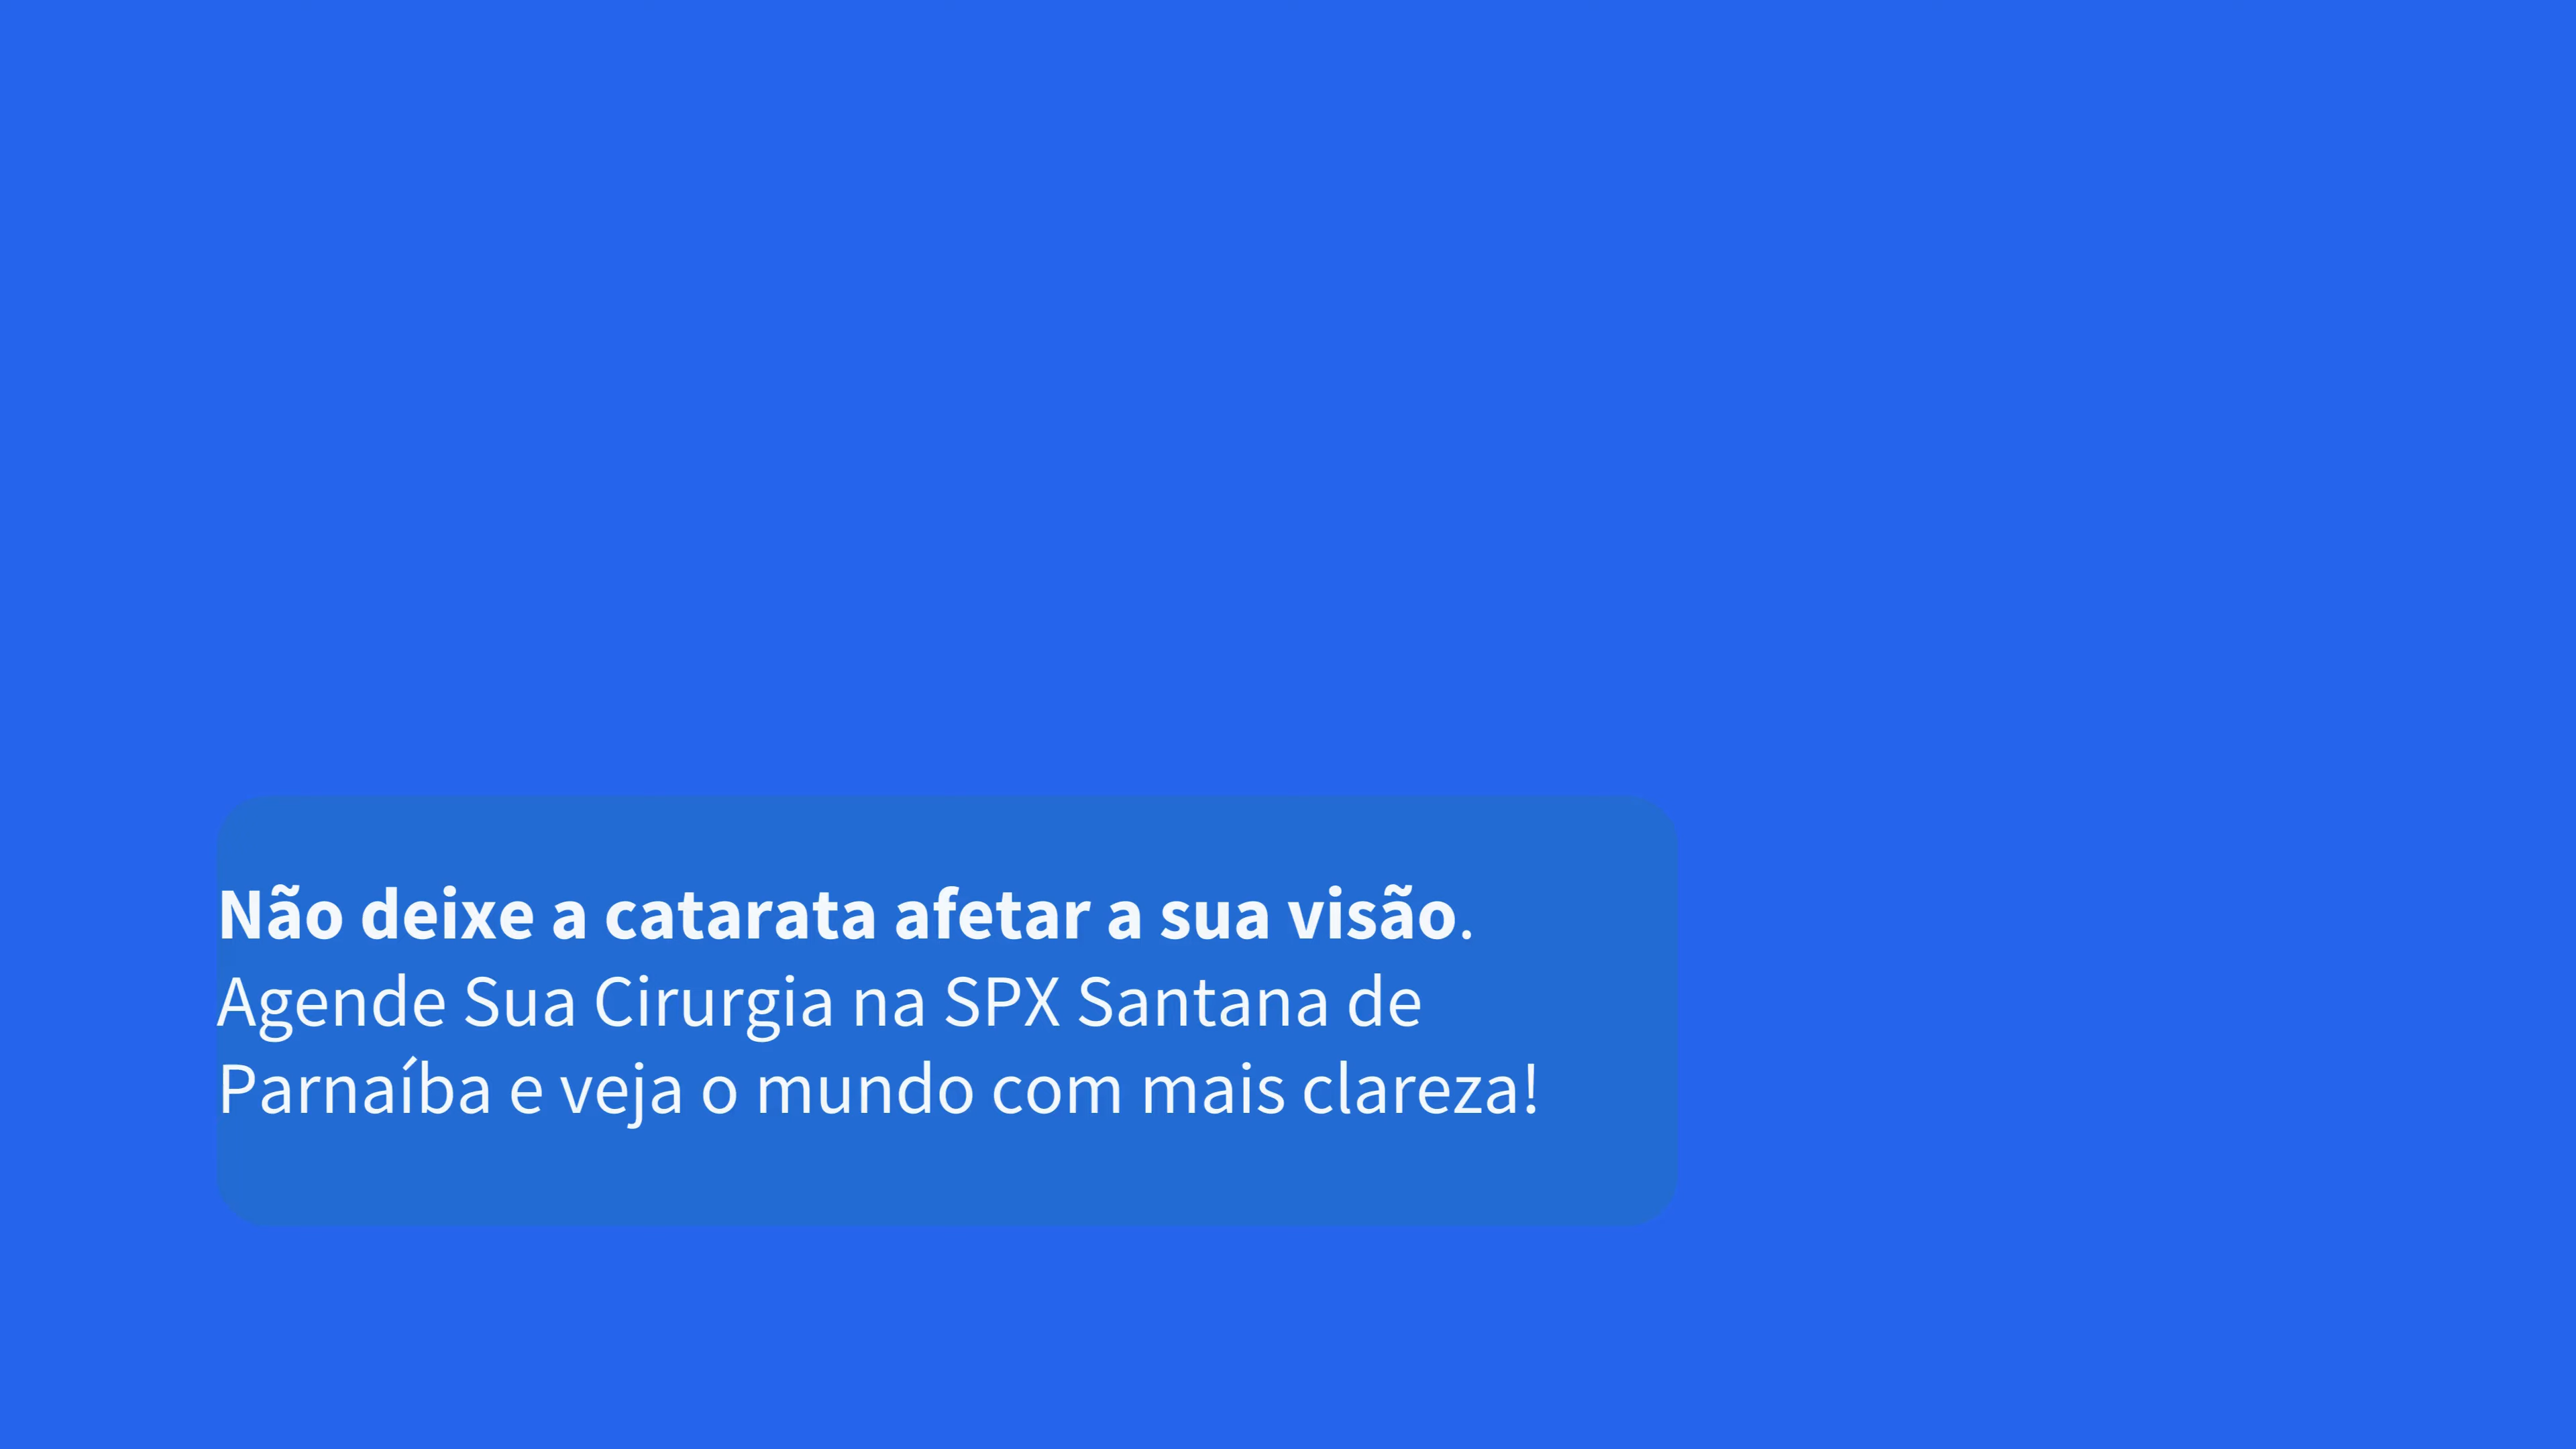 Não deixe a catarata afetar a sua visão.
Agende Sua Cirurgia na SPX Santana de
Parnaíba e veja o mundo com mais clareza!